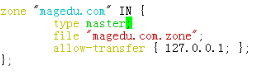 zone "magedu.com" IN {
type master;
file "magedu.com.zone";
allow-transfer { 127.0.0.1; };
};